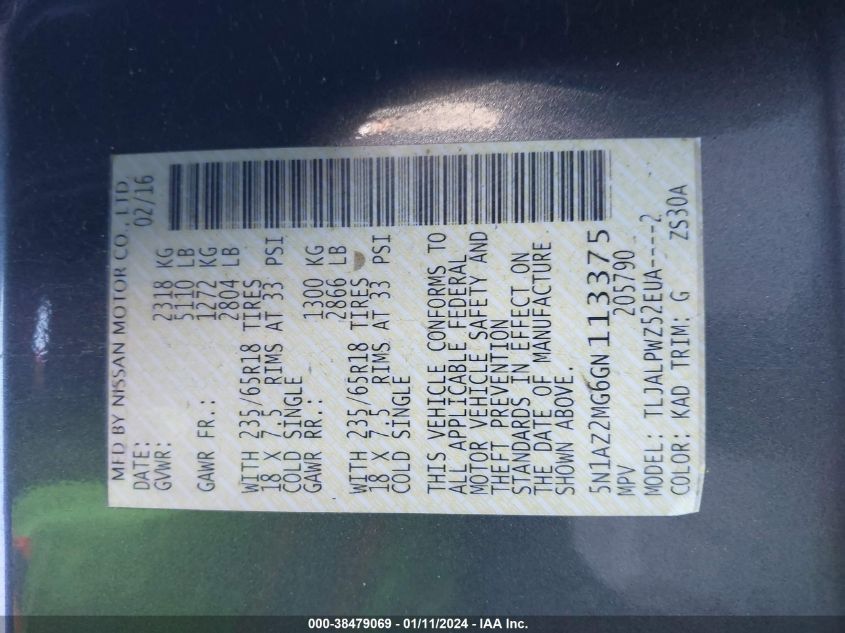 MFD BY NISSAN MOTOR CO., LTD
DATE: 02/16
GVWR: 2318 KG
5110 LB
GAWR FR.: 1272 KG
2804 LB
WITH 235/65R18 TIRES
18 X 7.5 RIMS AT 33 PSI
COLD SINGLE
GAWR RR.: 1300 KG
2866 LB
WITH 235/65R18 TIRES
18 X 7.5 RIMS AT 33 PSI
COLD SINGLE
THIS VEHICLE CONFORMS TO
ALL APPLICABLE FEDERAL
MOTOR VEHICLE SAFETY AND
THEFT PREVENTION
STANDARDS IN EFFECT ON
THE DATE OF MANUFACTURE
SHOWN ABOVE.
5N1AZ2MG6GN113375
MPV 205790
MODEL: TLJALPWZ52EUA----2
COLOR: KAD TRIM: G ZS30A
000-38479069 - 01/11/2024 - IAA Inc.